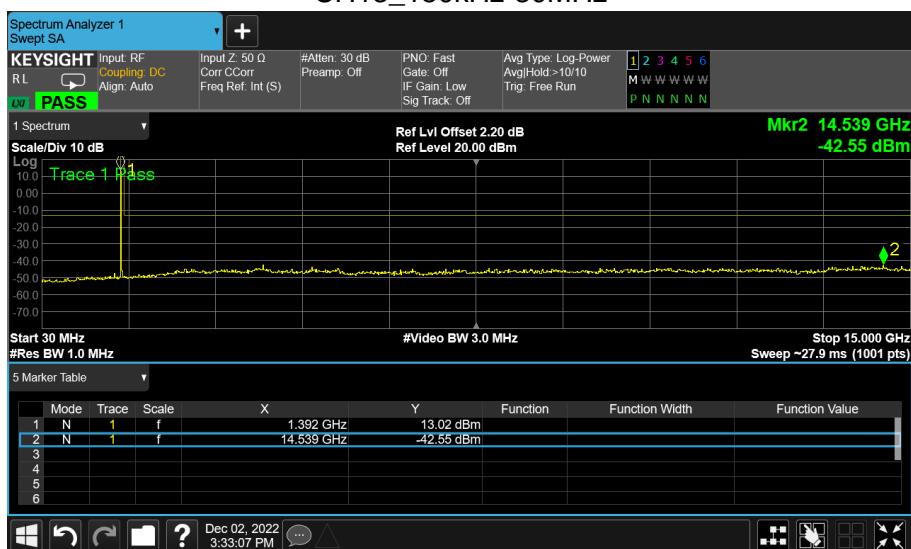 Spectrum Analyzer 1
Swept SA
KEYSIGHT Input: RF Input Z: 50 Ω #Atten: 30 dB PNO: Fast Avg Type: Log-Power 1 2 3 4 5 6
RL Coupling: DC Corr CCorr Preamp: Off Gate: Off Avg|Hold:>10/10 M W W W W W
Align: Auto Freq Ref: Int (S) IF Gain: Low Trig: Free Run
LXI PASS Sig Track: Off P N N N N N
1 Spectrum Ref Lvl Offset 2.20 dB Mkr2 14.539 GHz
Scale/Div 10 dB Ref Level 20.00 dBm -42.55 dBm
Log
Trace 1 Pass
1
10.0
0.00
-10.0
-20.0
-30.0
-40.0
2
-50.0
-60.0
-70.0
Start 30 MHz #Video BW 3.0 MHz Stop 15.000 GHz
#Res BW 1.0 MHz Sweep ~27.9 ms (1001 pts)
5 Marker Table
Mode Trace Scale X Y Function Function Width Function Value
1 N 1 f 1.392 GHz 13.02 dBm
2 N 1 f 14.539 GHz -42.55 dBm
3
4
5
6
? Dec 02, 2022
3:33:07 PM